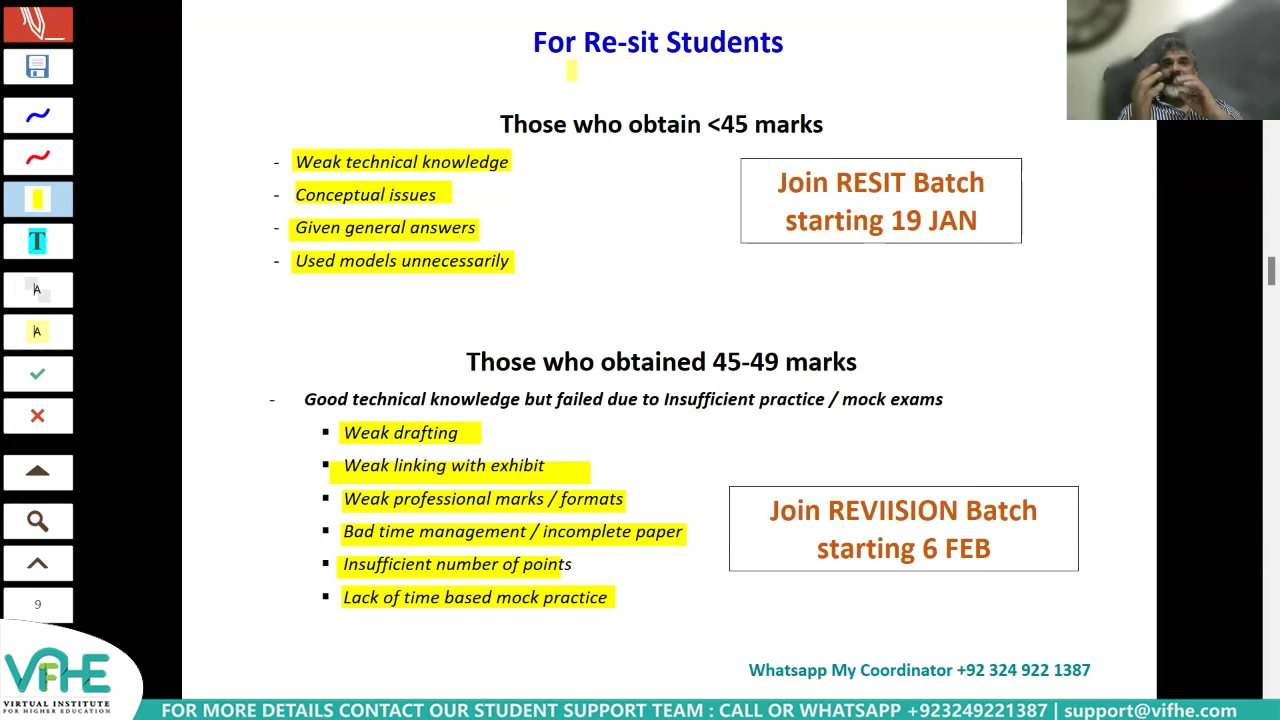 For Re-sit Students
Those who obtain <45 marks
- Weak technical knowledge
- Conceptual issues
- Given general answers
- Used models unnecessarily
Join RESIT Batch
starting 19 JAN
Those who obtained 45-49 marks
- Good technical knowledge but failed due to Insufficient practice / mock exams
▪ Weak drafting
▪ Weak linking with exhibit
▪ Weak professional marks / formats
▪ Bad time management / incomplete paper
▪ Insufficient number of points
▪ Lack of time based mock practice
Join REVIISION Batch
starting 6 FEB
Whatsapp My Coordinator +92 324 922 1387
T
A
A
9
VIFHE
VIRTUAL INSTITUTE
FOR HIGHER EDUCATION
FOR MORE DETAILS CONTACT OUR STUDENT SUPPORT TEAM : CALL OR WHATSAPP +923249221387 | support@vifhe.com